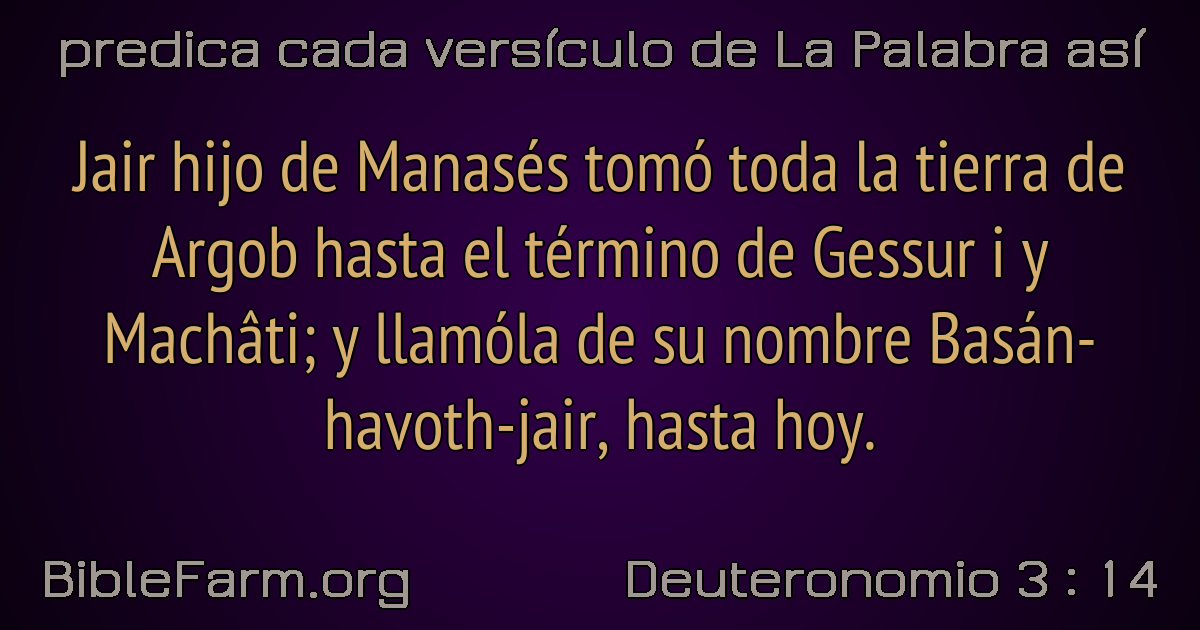 predica cada versículo de La Palabra así
Jair hijo de Manasés tomó toda la tierra de
Argob hasta el término de Gessur i y
Machâti; y llamóla de su nombre Basán-
havoth-jair, hasta hoy.
BibleFarm.org
Deuteronomio 3 : 14